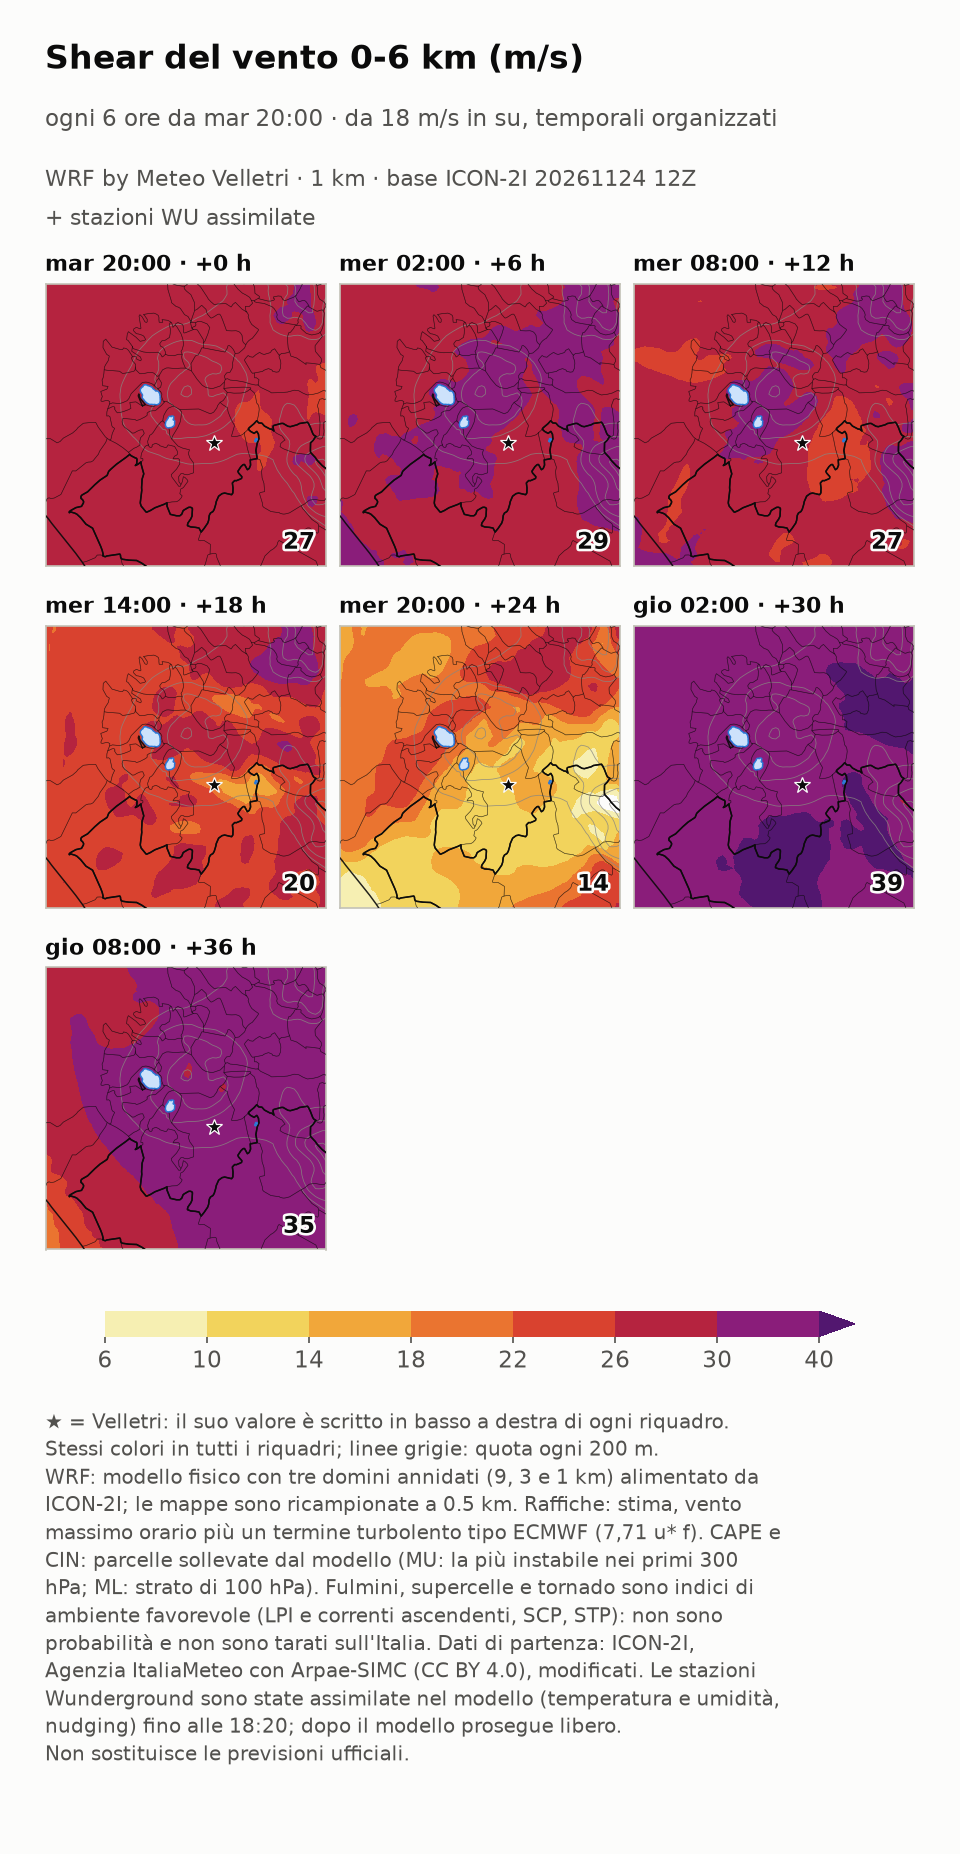 Shear del vento 0-6 km (m/s)
ogni 6 ore da mar 20:00 · da 18 m/s in su, temporali organizzati
WRF by Meteo Velletri · 1 km · base ICON-2I 20261124 12Z
+ stazioni WU assimilate
mar 20:00 · +0 h
mer 02:00 · +6 h
mer 08:00 · +12 h
27
29
27
mer 14:00 · +18 h
mer 20:00 · +24 h
gio 02:00 · +30 h
20
14
39
gio 08:00 · +36 h
35
6 10 14 18 22 26 30 40
★ = Velletri: il suo valore è scritto in basso a destra di ogni riquadro.
Stessi colori in tutti i riquadri; linee grigie: quota ogni 200 m.
WRF: modello fisico con tre domini annidati (9, 3 e 1 km) alimentato da
ICON-2I; le mappe sono ricampionate a 0.5 km. Raffiche: stima, vento
massimo orario più un termine turbolento tipo ECMWF (7,71 u* f). CAPE e
CIN: parcelle sollevate dal modello (MU: la più instabile nei primi 300
hPa; ML: strato di 100 hPa). Fulmini, supercelle e tornado sono indici di
ambiente favorevole (LPI e correnti ascendenti, SCP, STP): non sono
probabilità e non sono tarati sull'Italia. Dati di partenza: ICON-2I,
Agenzia ItaliaMeteo con Arpae-SIMC (CC BY 4.0), modificati. Le stazioni
Wunderground sono state assimilate nel modello (temperatura e umidità,
nudging) fino alle 18:20; dopo il modello prosegue libero.
Non sostituisce le previsioni ufficiali.